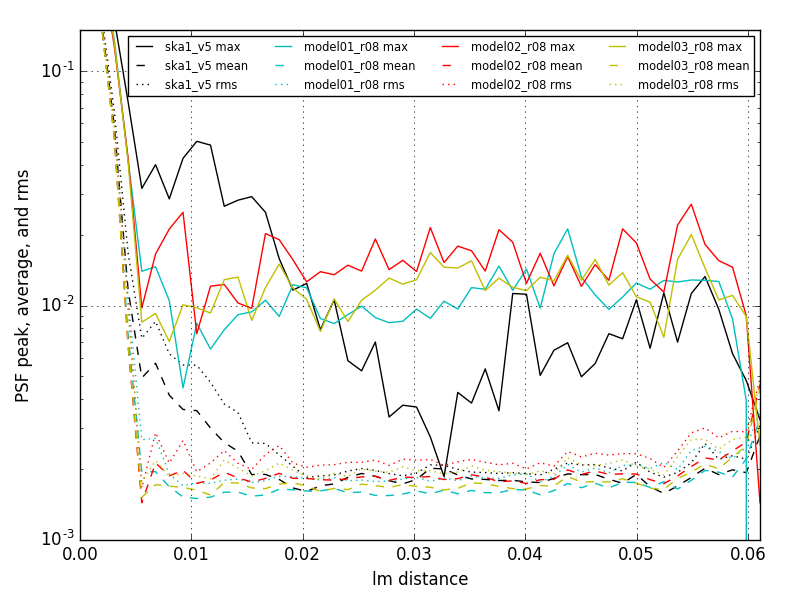 ska1_v5 max model01_r08 max model02_r08 max model03_r08 max
ska1_v5 mean model01_r08 mean model02_r08 mean model03_r08 mean
ska1_v5 rms model01_r08 rms model02_r08 rms model03_r08 rms
10⁻¹
10⁻²
10⁻³
PSF peak, average, and rms
0.00 0.01 0.02 0.03 0.04 0.05 0.06
lm distance